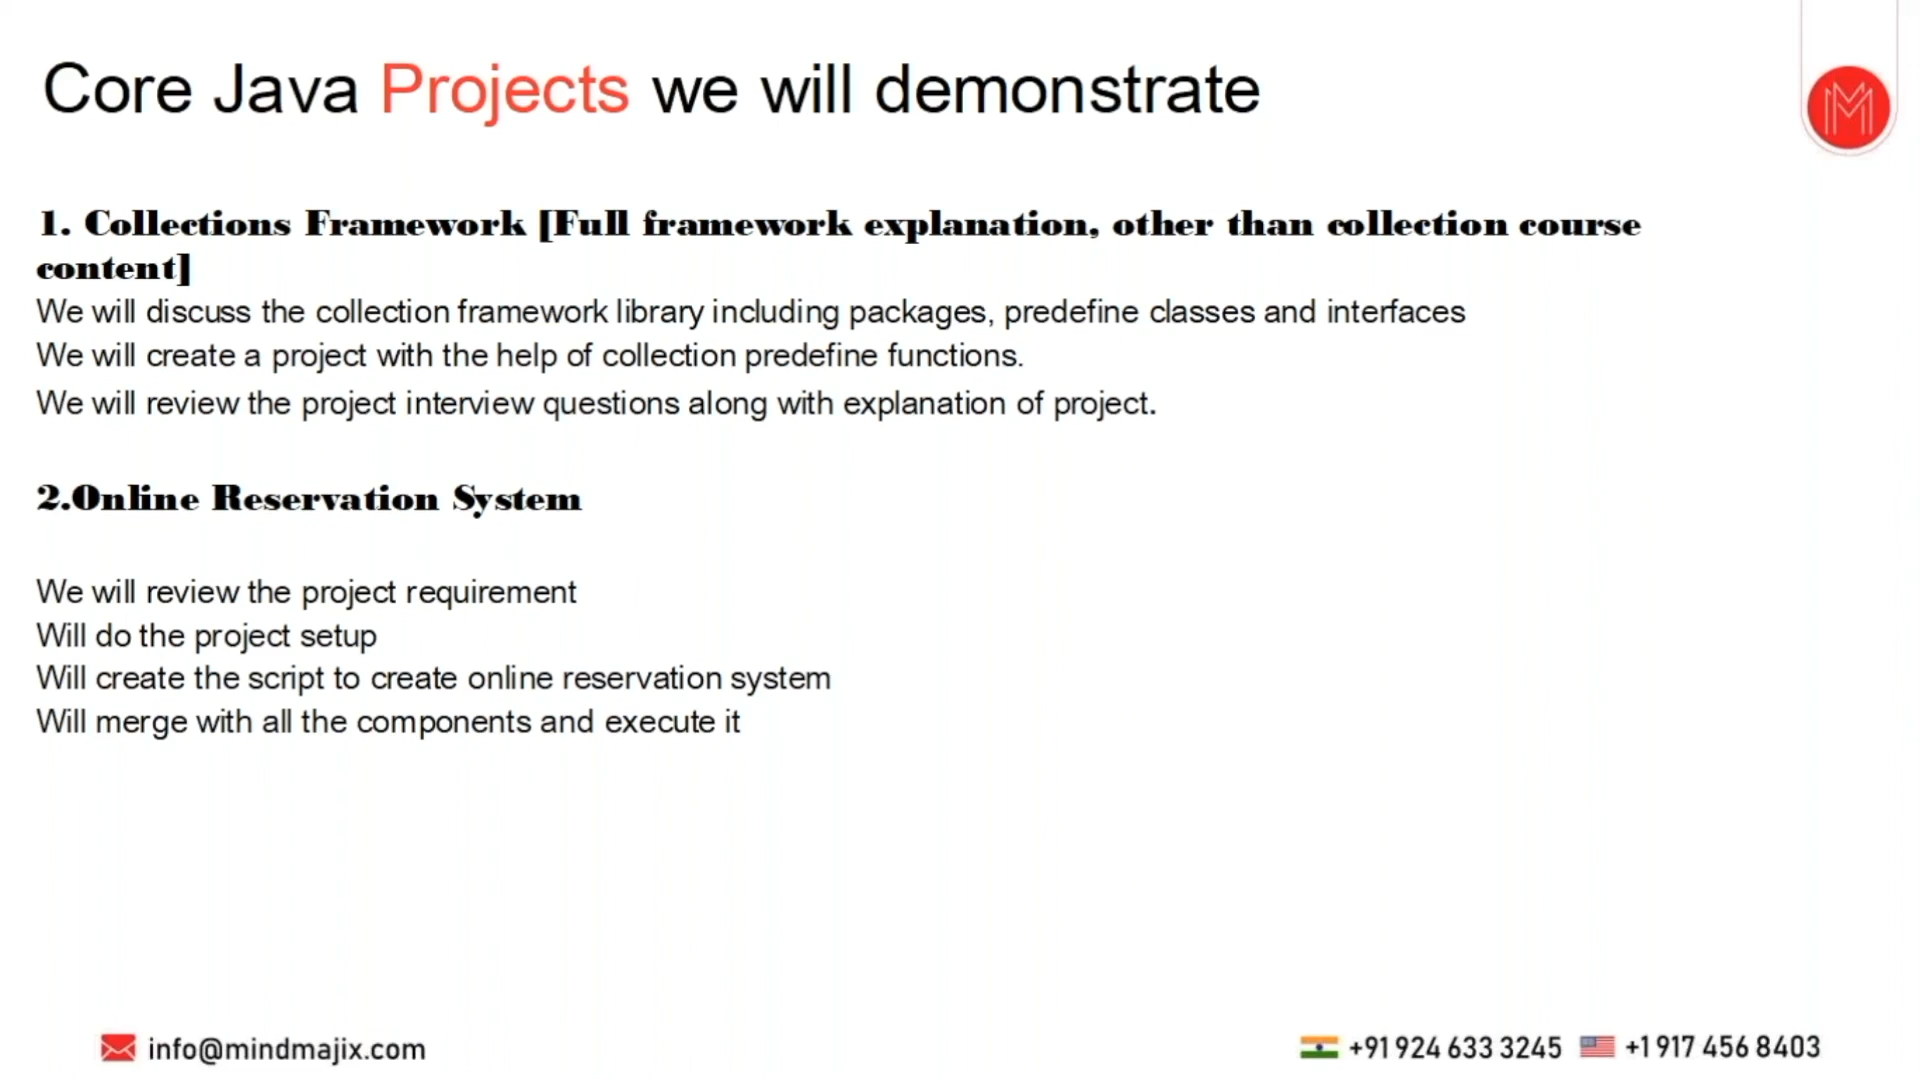 Core Java Projects we will demonstrate
1. Collections Framework [Full framework explanation, other than collection course
content]
We will discuss the collection framework library including packages, predefine classes and interfaces
We will create a project with the help of collection predefine functions.
We will review the project interview questions along with explanation of project.
2.Online Reservation System
We will review the project requirement
Will do the project setup
Will create the script to create online reservation system
Will merge with all the components and execute it
info@mindmajix.com
+91 924 633 3245
+1 917 456 8403